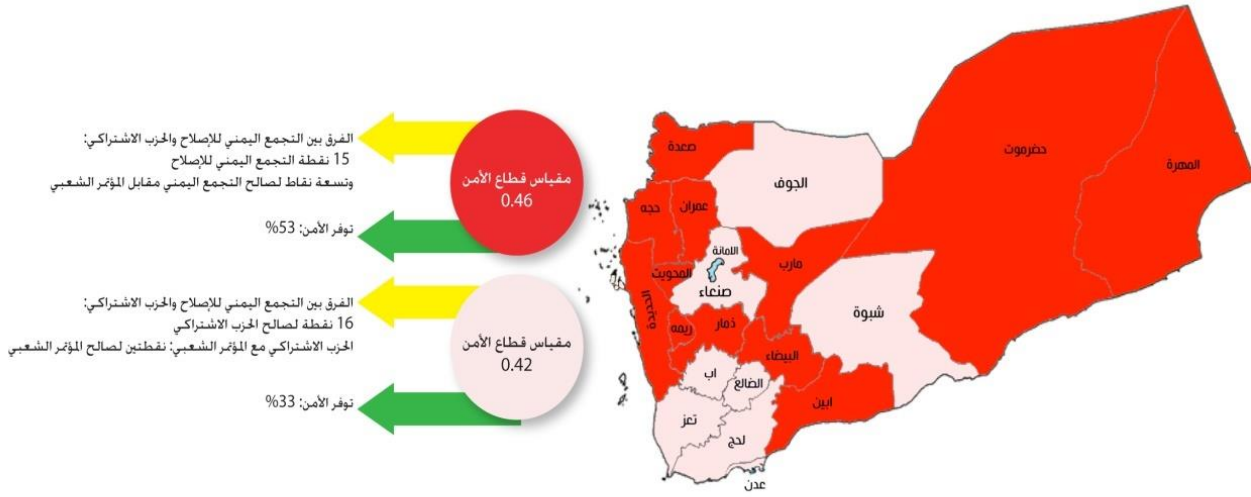 الفرق بين التجمع اليمني للإصلاح والحزب الاشتراكي:
15 نقطة التجمع اليمني للإصلاح
وتسعة نقاط لصالح التجمع اليمني مقابل المؤتمر الشعبي
توفر الأمن: 53%
مقياس قطاع الأمن
0.46
الفرق بين التجمع اليمني للإصلاح والحزب الاشتراكي:
16 نقطة لصالح الحزب الاشتراكي
الحزب الاشتراكي مع المؤتمر الشعبي: نقطتين لصالح المؤتمر الشعبي
توفر الأمن: 33%
مقياس قطاع الأمن
0.42
صعدة
الجوف
حضرموت
المهرة
حجه
عمران
الامانة
صنعاء
مارب
المحويت
شبوة
ريمه
ذمار
البيضاء
اب
الضالع
ابين
تعز
لحج
عدن